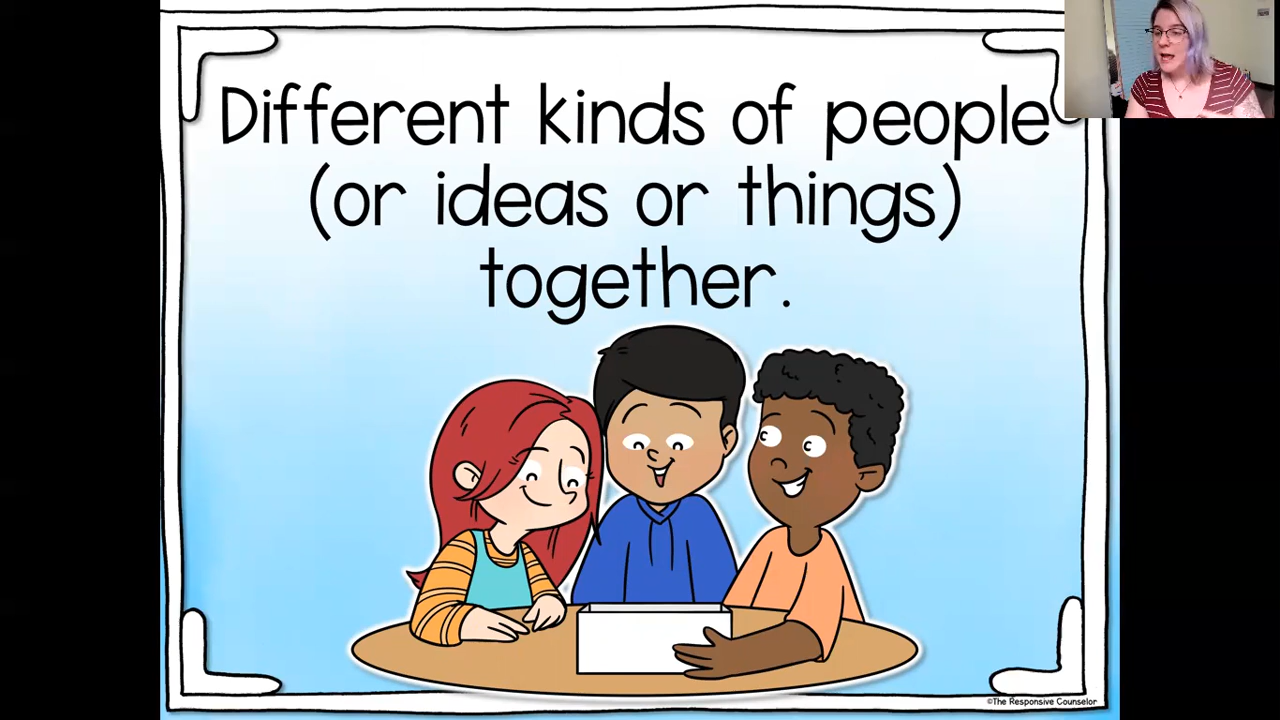 Different kinds of people
(or ideas or things)
together.
©The Responsive Counselor